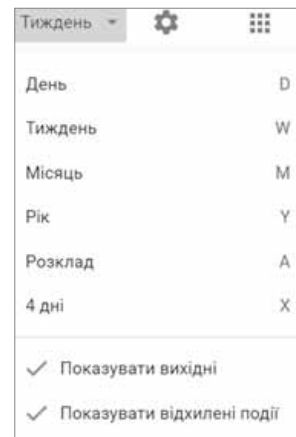 Тиждень
День D
Тиждень W
Місяць M
Рік Y
Розклад A
4 дні X
Показувати вихідні
Показувати відхилені події